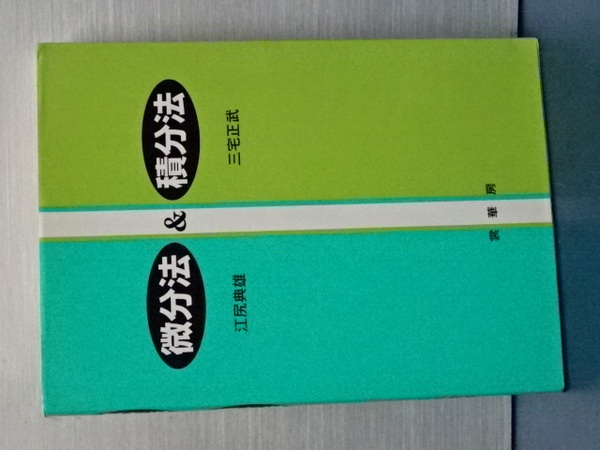 微分法 & 積分法
江尻典雄 三宅正武
裳華房